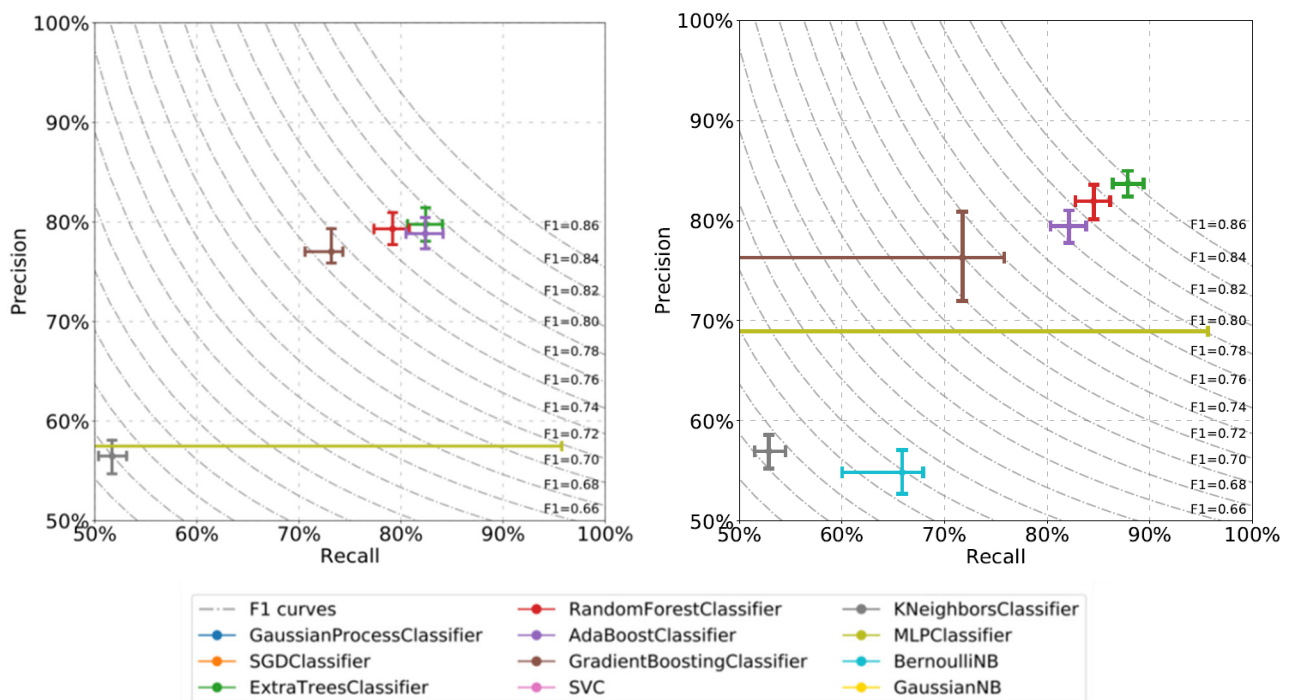 100%
90%
80%
70%
60%
50%
Precision
F1=0.86
F1=0.84
F1=0.82
F1=0.80
F1=0.78
F1=0.76
F1=0.74
F1=0.72
F1=0.70
F1=0.68
F1=0.66
50% 60% 70% 80% 90% 100%
Recall
100%
90%
80%
70%
60%
50%
Precision
F1=0.86
F1=0.84
F1=0.82
F1=0.80
F1=0.78
F1=0.76
F1=0.74
F1=0.72
F1=0.70
F1=0.68
F1=0.66
50% 60% 70% 80% 90% 100%
Recall
F1 curves
GaussianProcessClassifier
SGDClassifier
ExtraTreesClassifier
RandomForestClassifier
AdaBoostClassifier
GradientBoostingClassifier
SVC
KNeighborsClassifier
MLPClassifier
BernoulliNB
GaussianNB